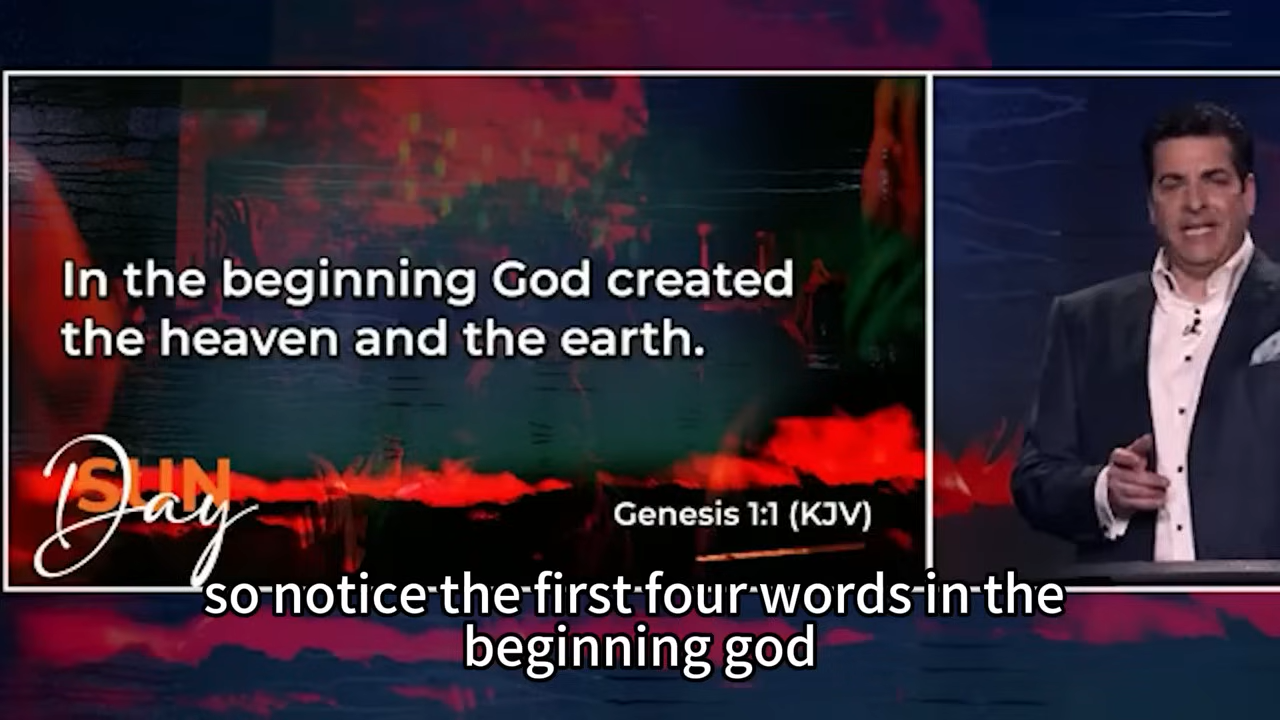 In the beginning God created
the heaven and the earth.
SUN
Day
Genesis 1:1 (KJV)
so notice the first four words in the
beginning god